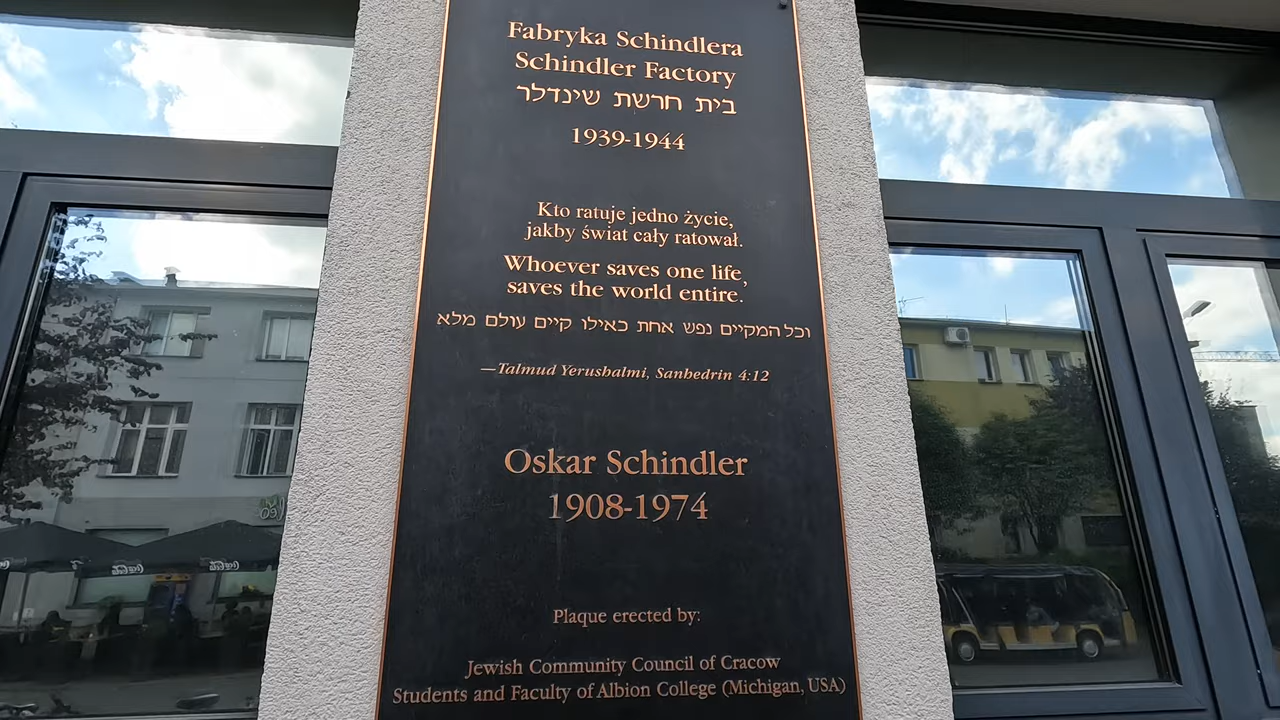 Fabryka Schindlera
Schindler Factory
בית חרשת שינדלר
1939-1944
Kto ratuje jedno życie,
jakby świat cały ratował.
Whoever saves one life,
saves the world entire.
וכל המקיים נפש אחת כאילו קיים עולם מלא
—Talmud Yerushalmi, Sanhedrin 4:12
Oskar Schindler
1908-1974
Plaque erected by:
Jewish Community Council of Cracow
Students and Faculty of Albion College (Michigan, USA)